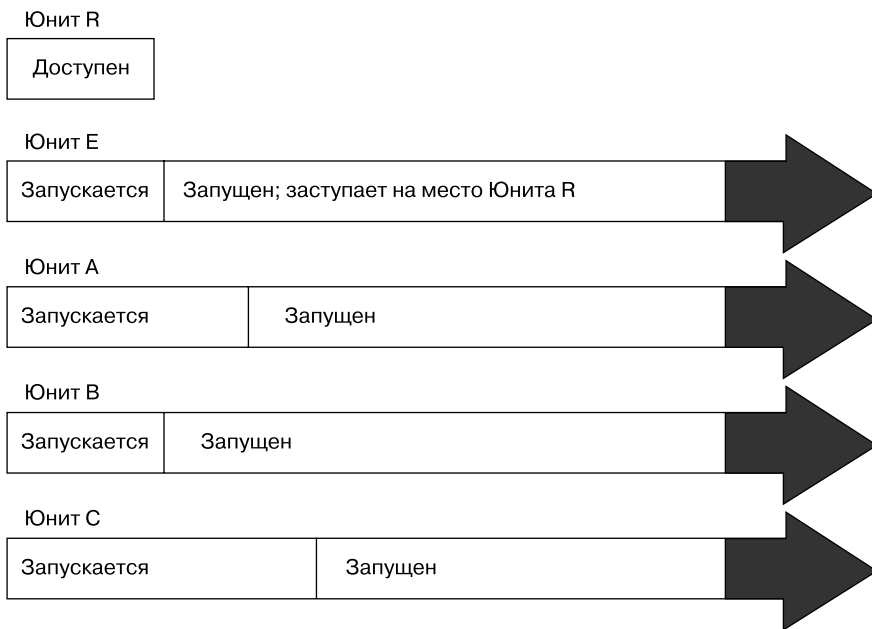 Юнит R
Доступен
Юнит E
Запускается
Запущен; заступает на место Юнита R
Юнит A
Запускается
Запущен
Юнит B
Запускается
Запущен
Юнит C
Запускается
Запущен